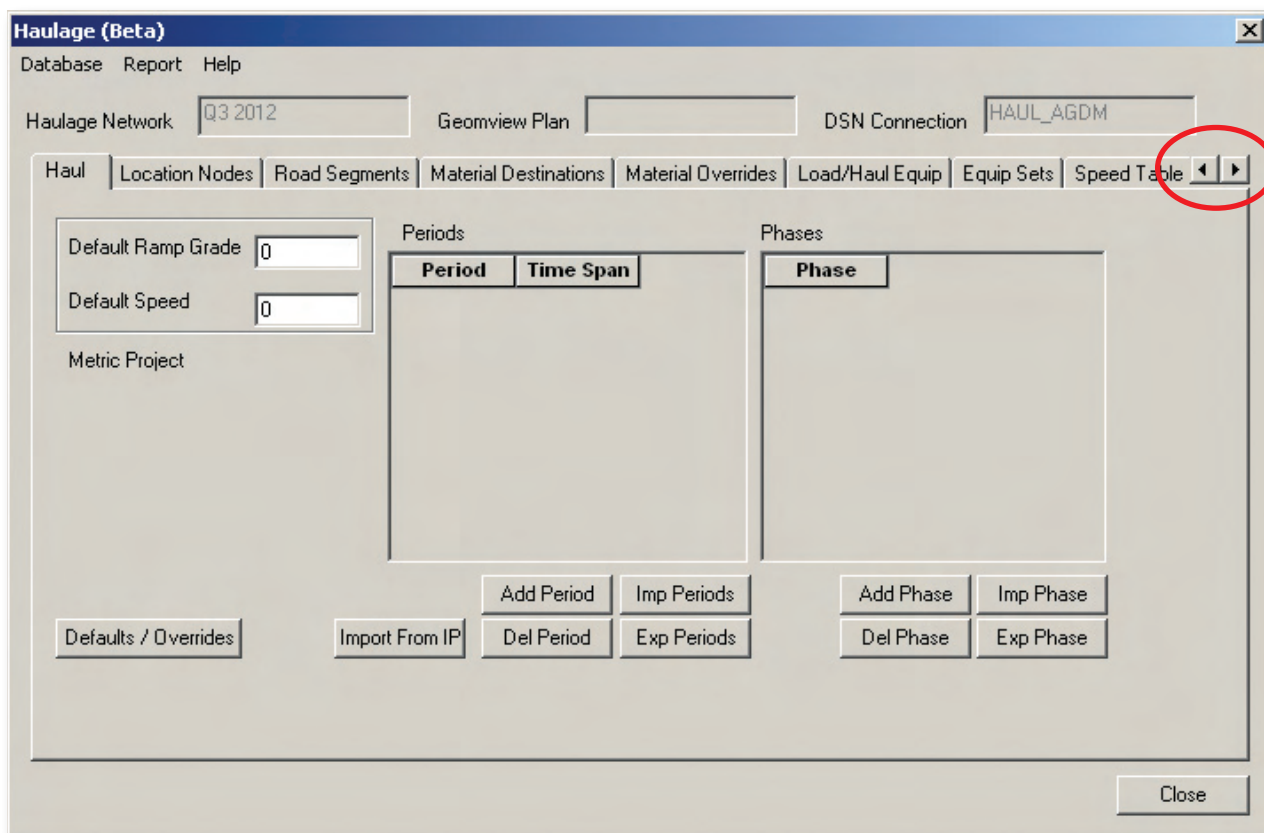 Haulage (Beta)
Database Report Help
Haulage Network Q3 2012 Geomview Plan DSN Connection HAUL_AGDM
Haul Location Nodes Road Segments Material Destinations Material Overrides Load/Haul Equip Equip Sets Speed Table
Default Ramp Grade 0
Default Speed 0
Metric Project
Periods
Period Time Span
Phases
Phase
Add Period Imp Periods Add Phase Imp Phase
Defaults / Overrides Import From IP Del Period Exp Periods Del Phase Exp Phase
Close